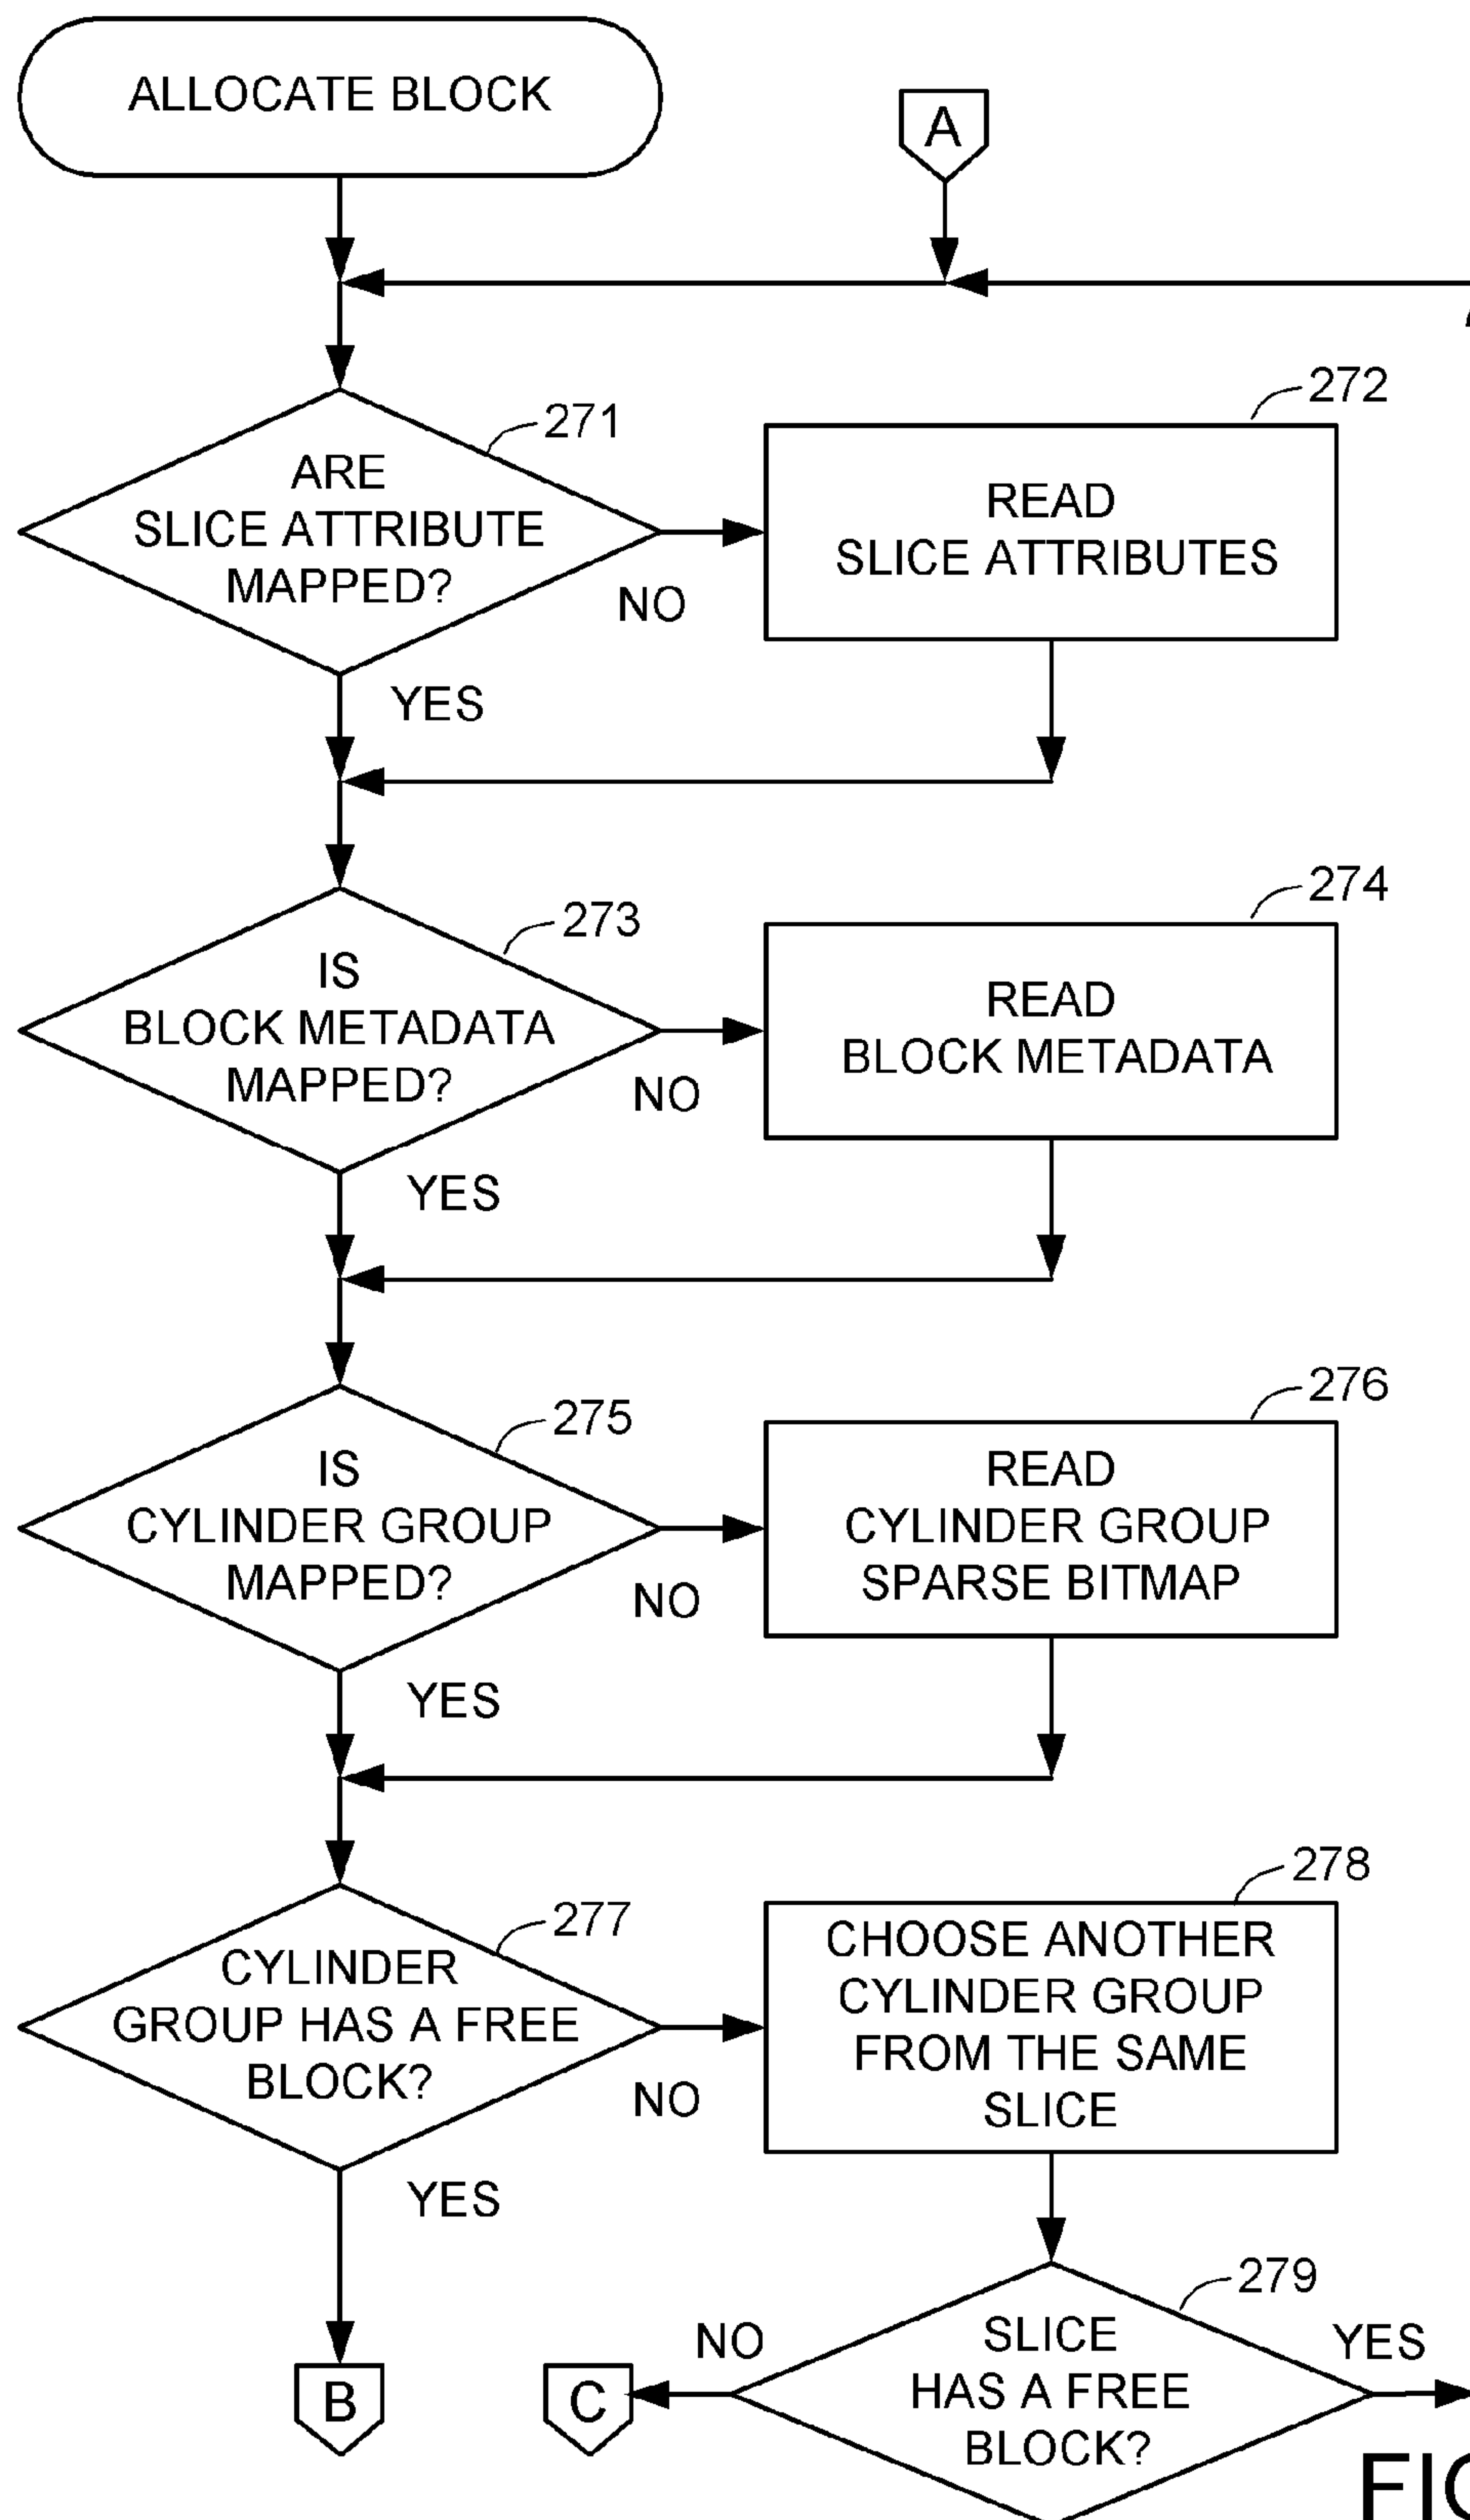 ALLOCATE BLOCK
A
271
ARE
SLICE ATTRIBUTE
MAPPED?
NO
YES
272
READ
SLICE ATTRIBUTES
273
IS
BLOCK METADATA
MAPPED?
NO
YES
274
READ
BLOCK METADATA
275
IS
CYLINDER GROUP
MAPPED?
NO
YES
276
READ
CYLINDER GROUP
SPARSE BITMAP
277
CYLINDER
GROUP HAS A FREE
BLOCK?
NO
YES
278
CHOOSE ANOTHER
CYLINDER GROUP
FROM THE SAME
SLICE
279
SLICE
HAS A FREE
BLOCK?
NO
YES
B
C